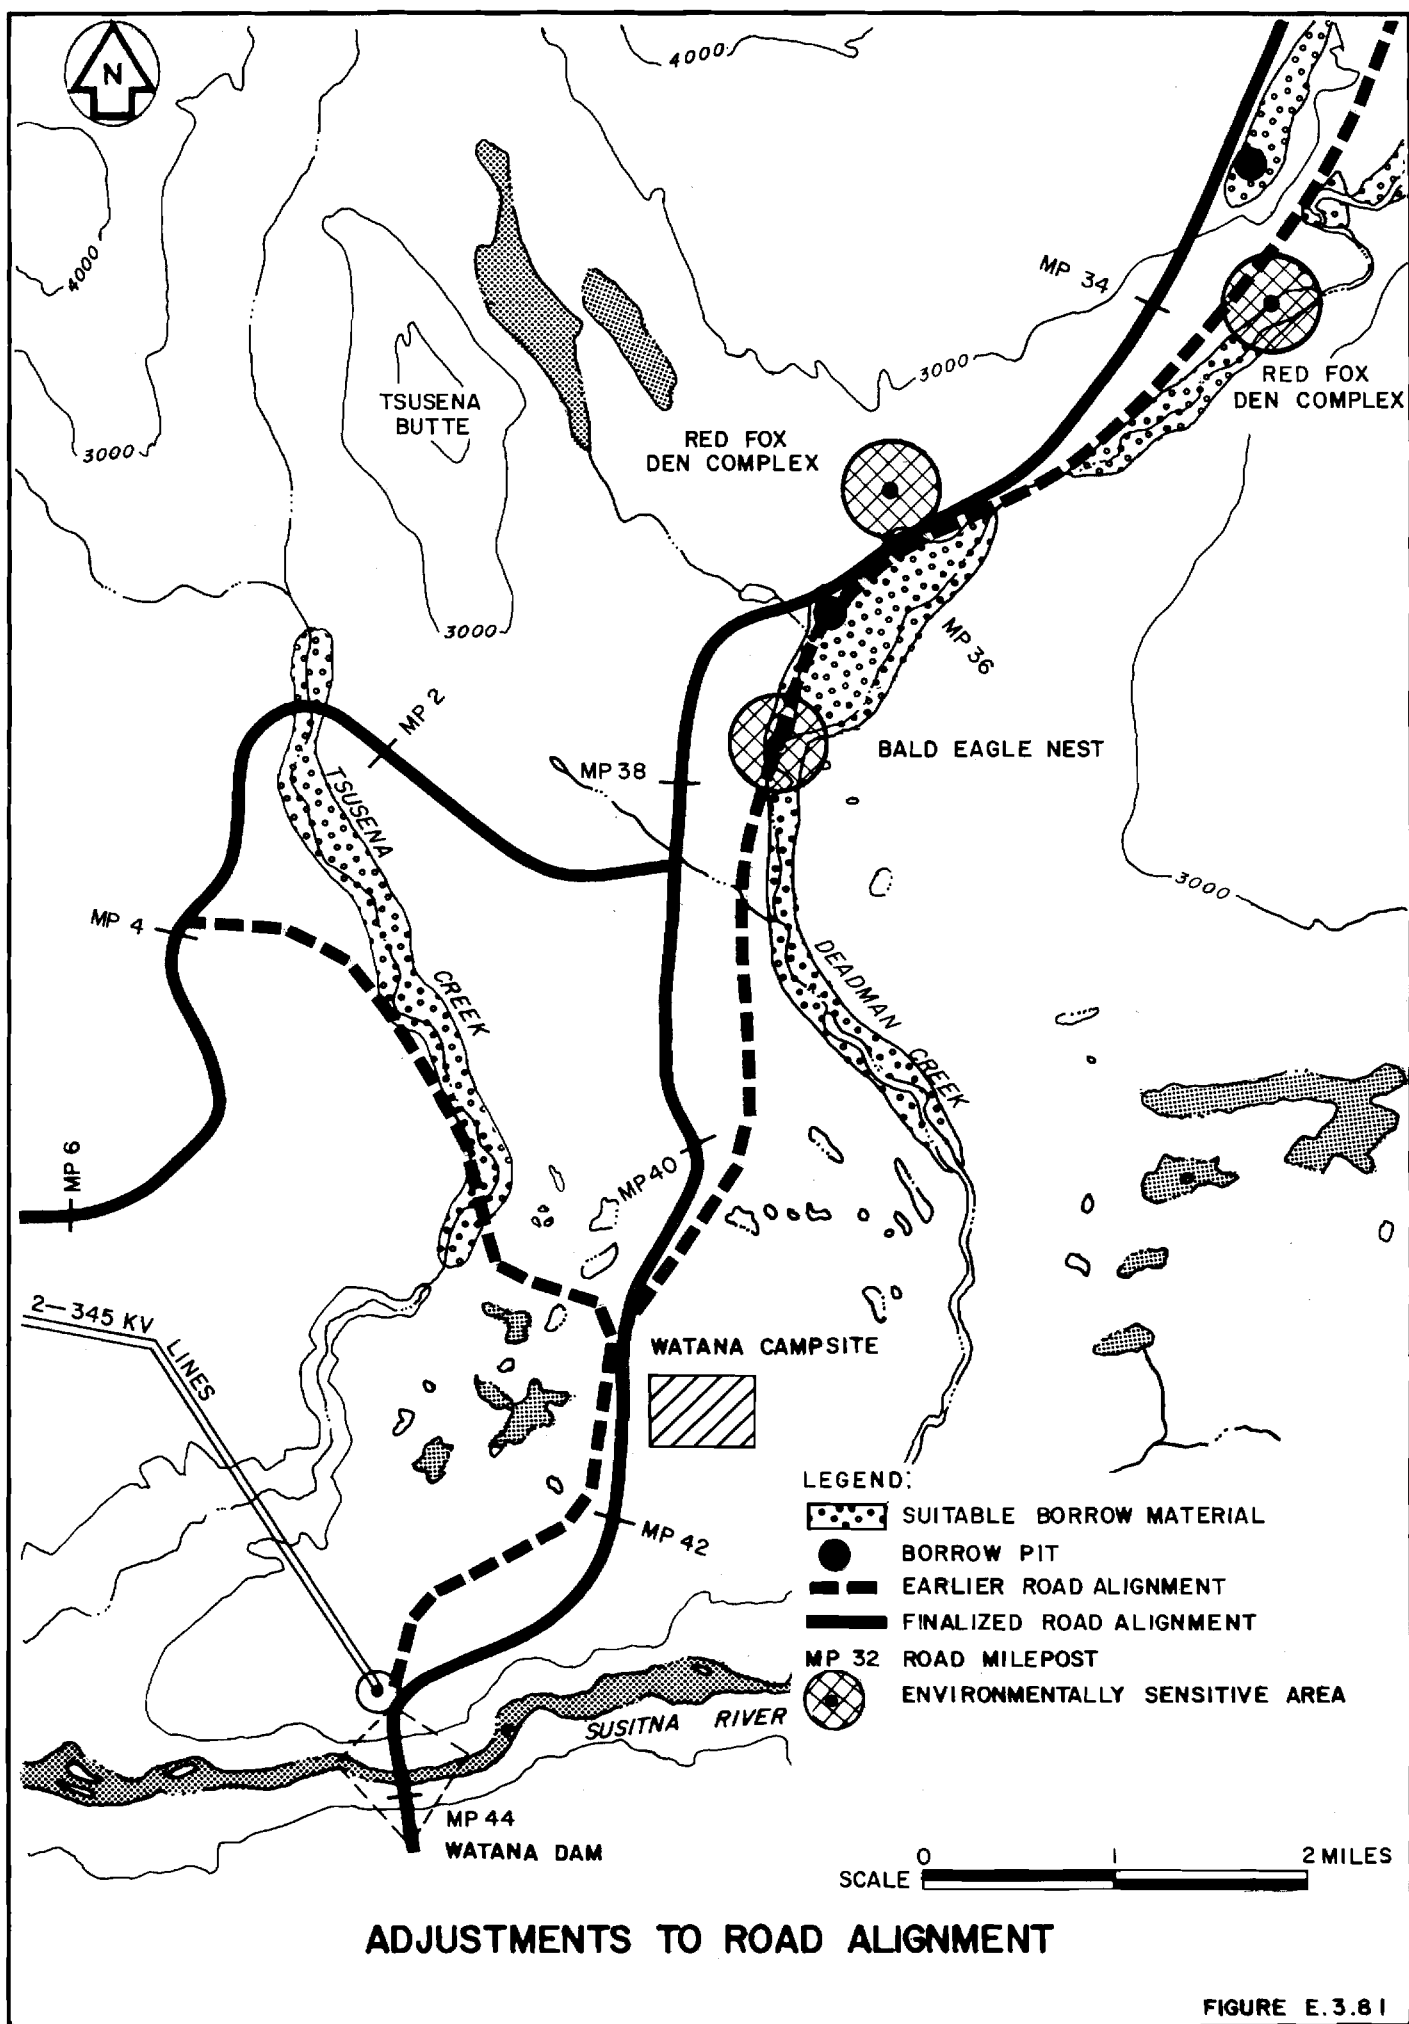 N
4000
4000
MP 34
3000
RED FOX
DEN COMPLEX
TSUSENA
BUTTE
RED FOX
DEN COMPLEX
3000
3000
MP 36
MP 2
BALD EAGLE NEST
MP 38
TSUSENA
CREEK
3000
MP 4
DEADMAN
CREEK
MP 6
MP 40
2-345 KV
LINES
WATANA CAMPSITE
MP 42
LEGEND:
SUITABLE BORROW MATERIAL
BORROW PIT
EARLIER ROAD ALIGNMENT
FINALIZED ROAD ALIGNMENT
MP 32 ROAD MILEPOST
ENVIRONMENTALLY SENSITIVE AREA
SUSITNA RIVER
MP 44
WATANA DAM
0 1 2 MILES
SCALE
ADJUSTMENTS TO ROAD ALIGNMENT
FIGURE E.3.81